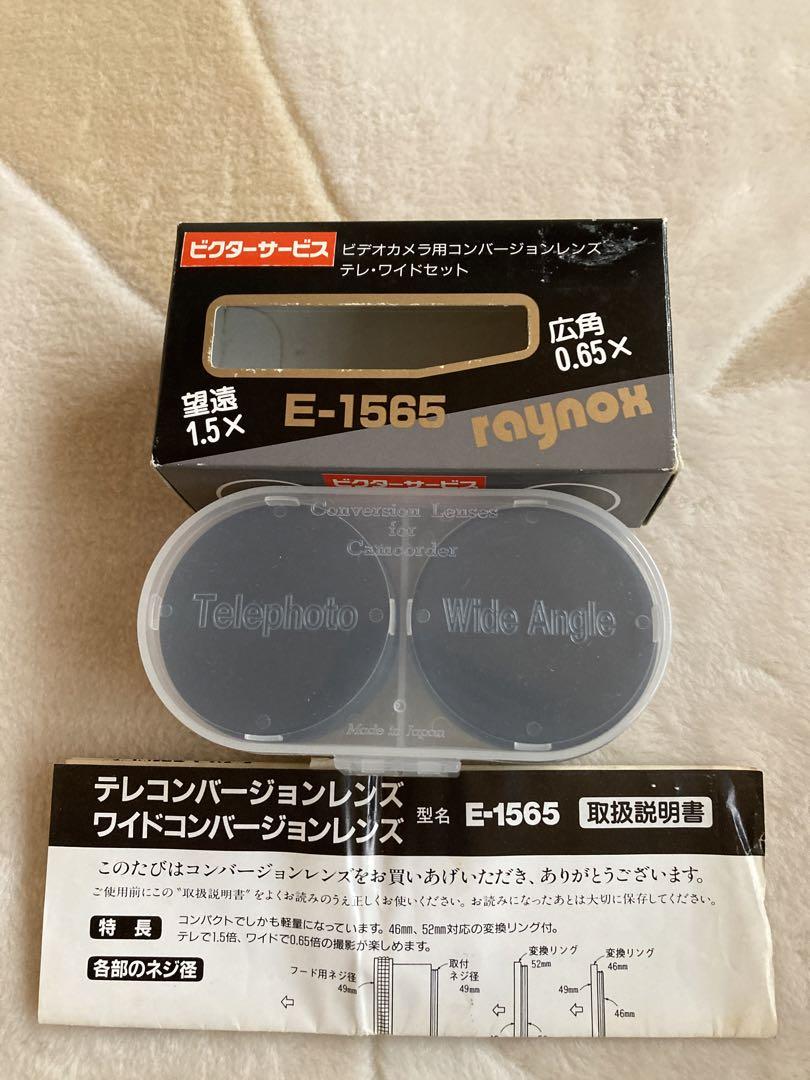 ビクターサービス
ビデオカメラ用コンバージョンレンズ
テレ・ワイドセット
広角
0.65×
望遠
1.5×
E-1565
raynox
ビクターサービス
Conversion Lenses
for
Camcorder
Telephoto
Wide Angle
Made in Japan
テレコンバージョンレンズ
ワイドコンバージョンレンズ
型名 E-1565 取扱説明書
このたびはコンバージョンレンズをお買いあげいただき、ありがとうございます。
ご使用前にこの"取扱説明書"をよくお読みのうえ正しくお使いください。お読みになったあとは大切に保存してください。
特長
コンパクトでしかも軽量になっています。46mm、52mm対応の変換リング付。
テレで1.5倍、ワイドで0.65倍の撮影が楽しめます。
各部のネジ径
フード用ネジ径
49mm
取付
ネジ径
49mm
変換リング
52mm
変換リング
46mm
49mm
46mm